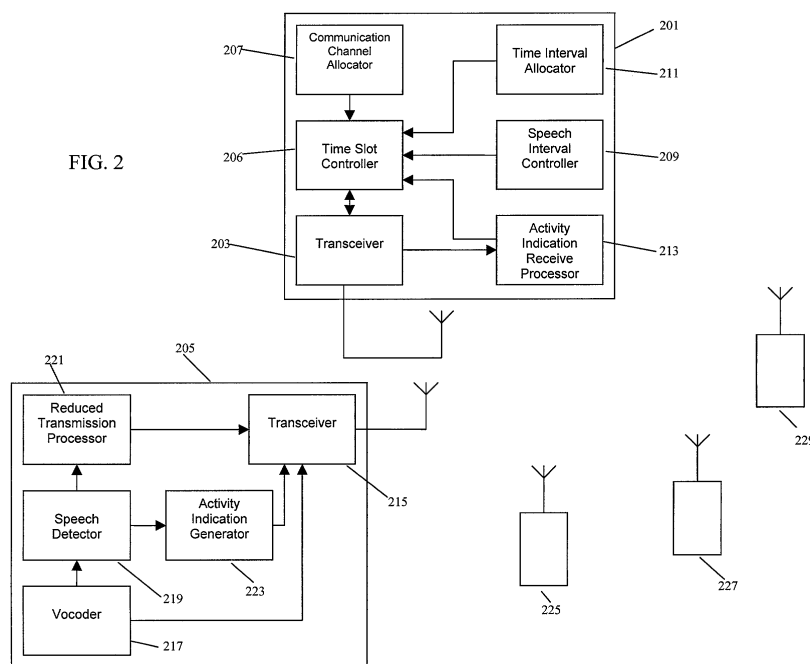 207
Communication
Channel
Allocator
Time Interval
Allocator
201
211
FIG. 2
206
Time Slot
Controller
Speech
Interval
Controller
209
203
Transceiver
Activity
Indication
Receive
Processor
213
205
221
Reduced
Transmission
Processor
Transceiver
215
229
Speech
Detector
219
Activity
Indication
Generator
223
225
227
Vocoder
217